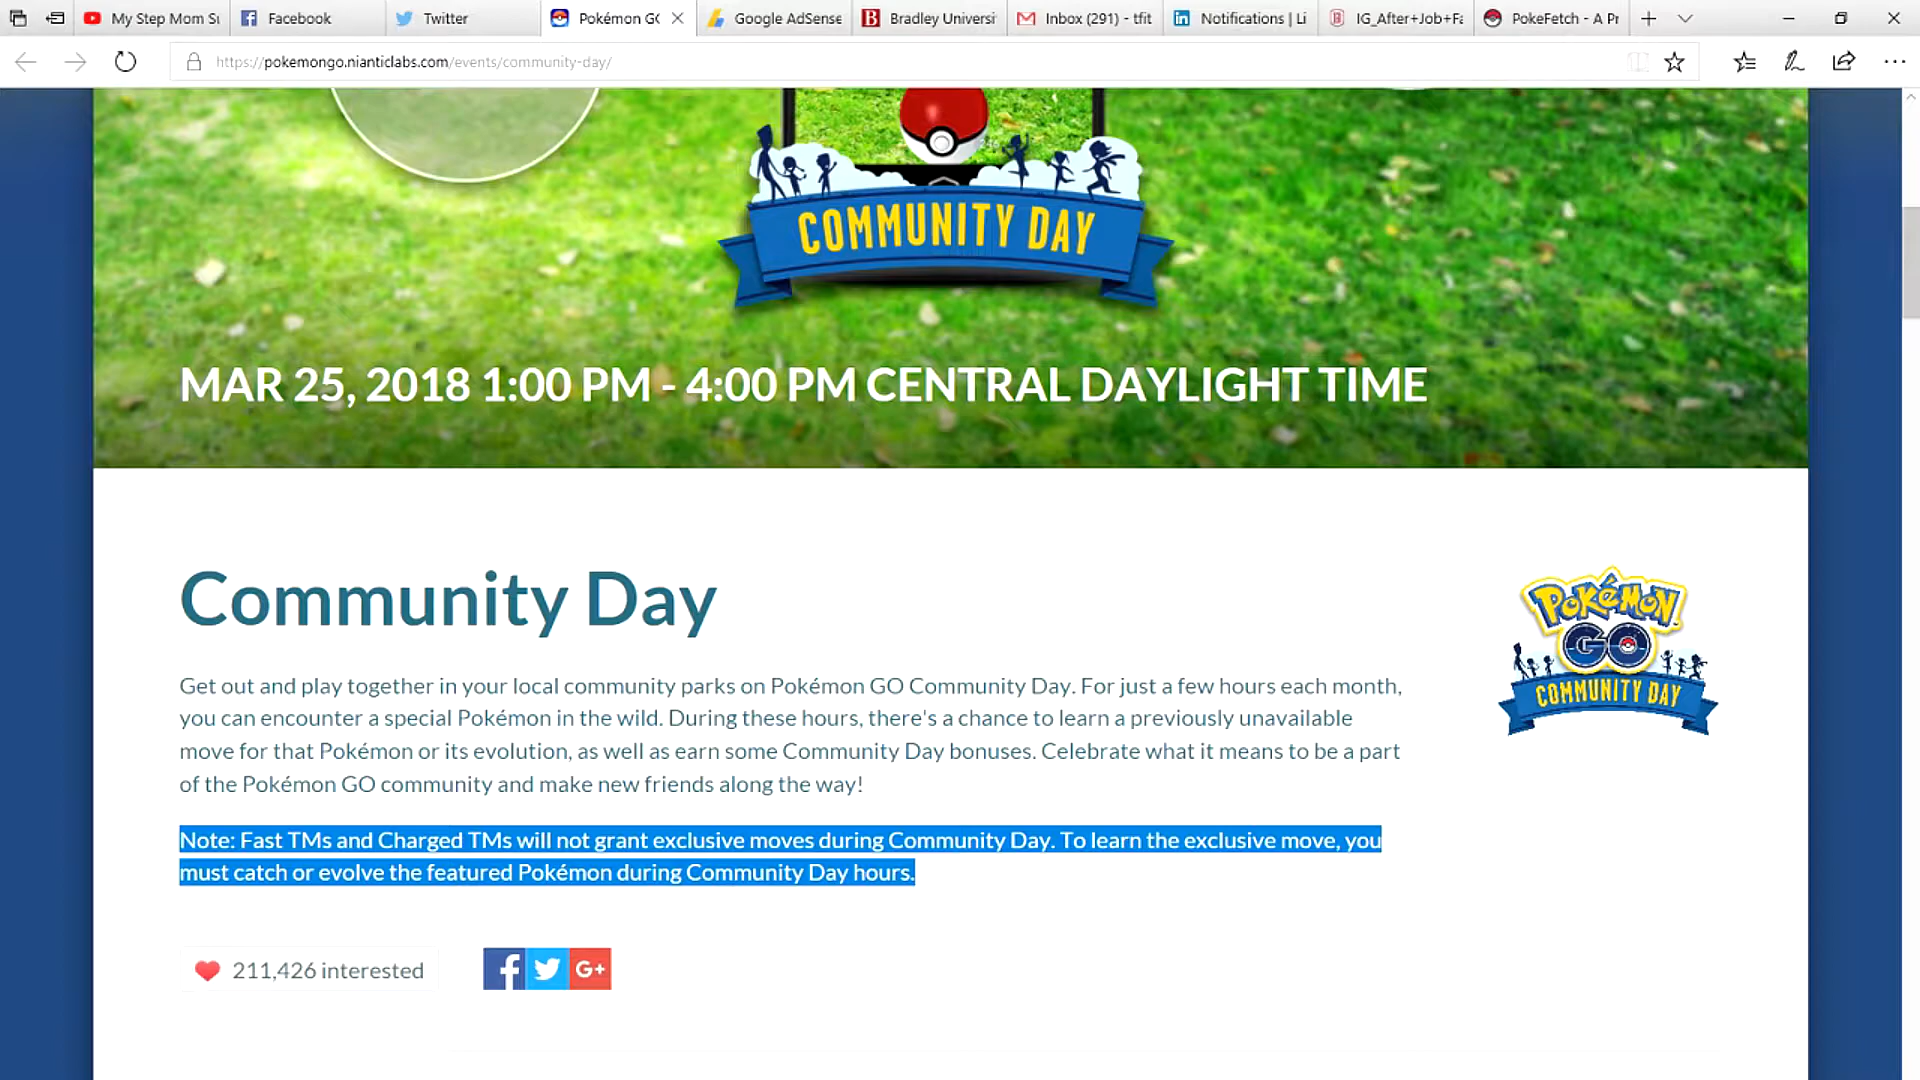 My Step Mom Su
Facebook
Twitter
Pokémon GO
Google AdSense
Bradley Universi
Inbox (291) - tfit
Notifications | Li
IG_After+Job+Fa
PokeFetch - A Pr
https://pokemongo.nianticlabs.com/events/community-day/
COMMUNITY DAY
MAR 25, 2018 1:00 PM - 4:00 PM CENTRAL DAYLIGHT TIME
Community Day
POKÉMON
GO
COMMUNITY DAY
Get out and play together in your local community parks on Pokémon GO Community Day. For just a few hours each month,
you can encounter a special Pokémon in the wild. During these hours, there's a chance to learn a previously unavailable
move for that Pokémon or its evolution, as well as earn some Community Day bonuses. Celebrate what it means to be a part
of the Pokémon GO community and make new friends along the way!
Note: Fast TMs and Charged TMs will not grant exclusive moves during Community Day. To learn the exclusive move, you
must catch or evolve the featured Pokémon during Community Day hours.
211,426 interested
G+